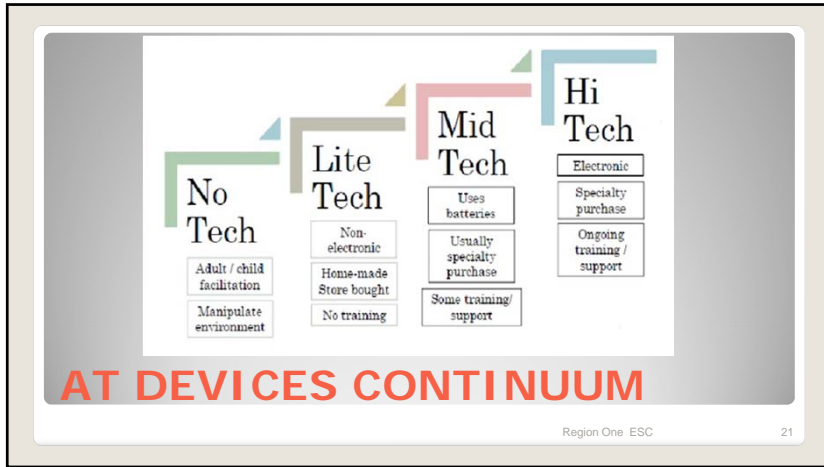 No
Tech
Adult / child
facilitation
Manipulate
environment
Lite
Tech
Non-
electronic
Home-made
Store bought
No training
Mid
Tech
Uses
batteries
Usually
specialty
purchase
Some training/
support
Hi
Tech
Electronic
Specialty
purchase
Ongoing
training /
support
AT DEVICES CONTINUUM
Region One ESC
21